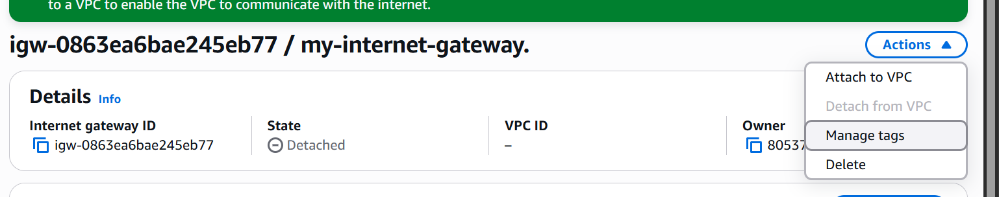 to a VPC to enable the VPC to communicate with the internet.
igw-0863ea6bae245eb77 / my-internet-gateway.
Actions
Attach to VPC
Detach from VPC
Manage tags
Delete
Details Info
Internet gateway ID
igw-0863ea6bae245eb77
State
Detached
VPC ID
–
Owner
80537